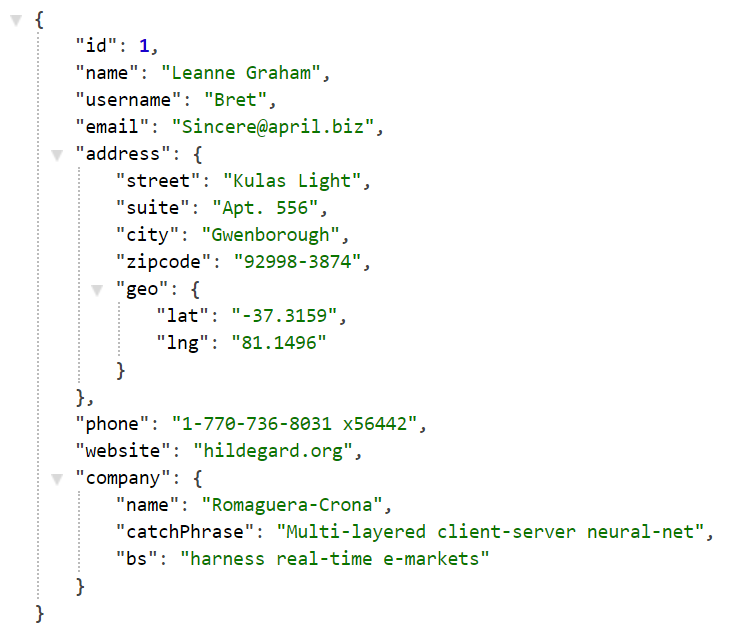 {
"id": 1,
"name": "Leanne Graham",
"username": "Bret",
"email": "Sincere@april.biz",
"address": {
"street": "Kulas Light",
"suite": "Apt. 556",
"city": "Gwenborough",
"zipcode": "92998-3874",
"geo": {
"lat": "-37.3159",
"lng": "81.1496"
}
},
"phone": "1-770-736-8031 x56442",
"website": "hildegard.org",
"company": {
"name": "Romaguera-Crona",
"catchPhrase": "Multi-layered client-server neural-net",
"bs": "harness real-time e-markets"
}
}